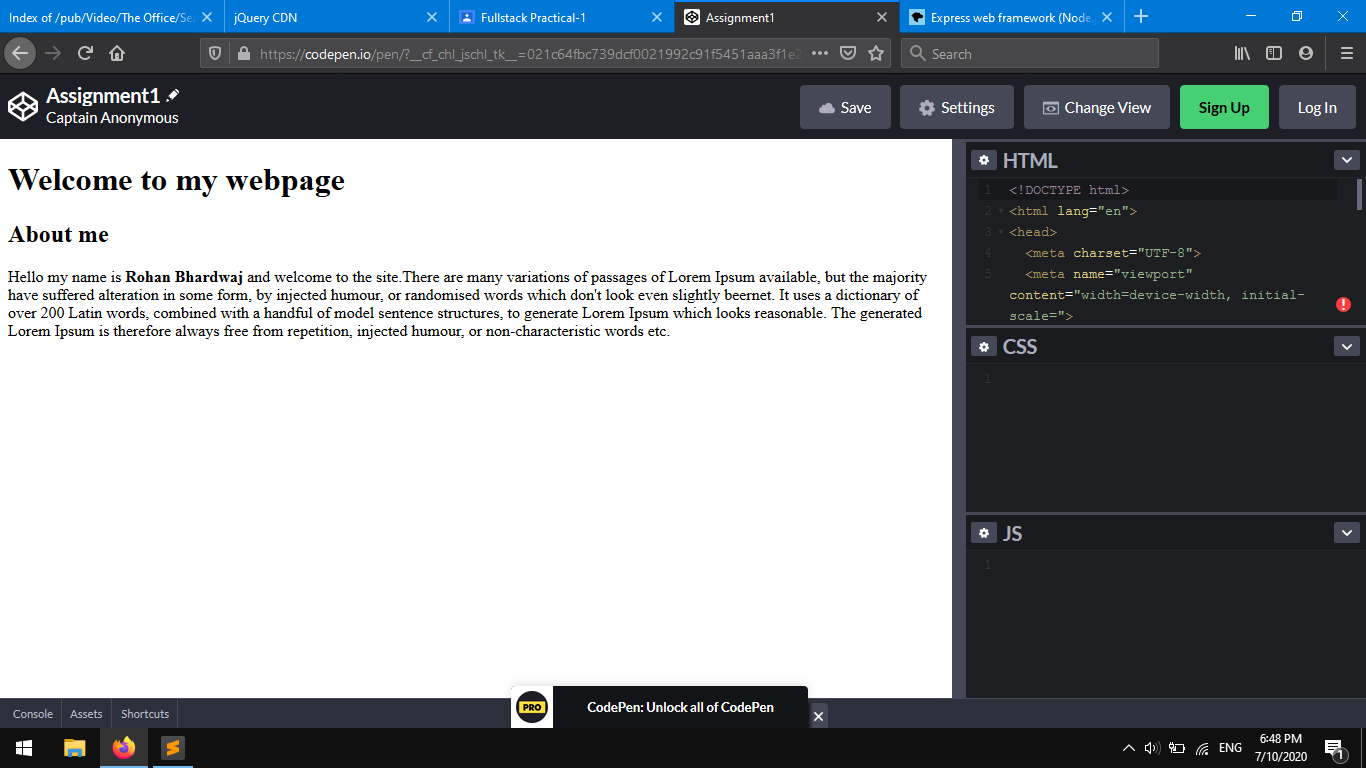 Index of /pub/Video/The Office/Se
jQuery CDN
Fullstack Practical-1
Assignment1
Express web framework (Node.
https://codepen.io/pen/?__cf_chl_jschl_tk__=021c64fbc739dcf0021992c91f5451aaa3f1e2
Search
Assignment1
Captain Anonymous
Save
Settings
Change View
Sign Up
Log In
Welcome to my webpage
About me
Hello my name is Rohan Bhardwaj and welcome to the site.There are many variations of passages of Lorem Ipsum available, but the majority
have suffered alteration in some form, by injected humour, or randomised words which don't look even slightly beernet. It uses a dictionary of
over 200 Latin words, combined with a handful of model sentence structures, to generate Lorem Ipsum which looks reasonable. The generated
Lorem Ipsum is therefore always free from repetition, injected humour, or non-characteristic words etc.
HTML
1 <!DOCTYPE html>
2 <html lang="en">
3 <head>
4 <meta charset="UTF-8">
5 <meta name="viewport"
content="width=device-width, initial-
scale=">
CSS
1
JS
1
Console
Assets
Shortcuts
PRO
CodePen: Unlock all of CodePen
ENG
6:48 PM
7/10/2020
1